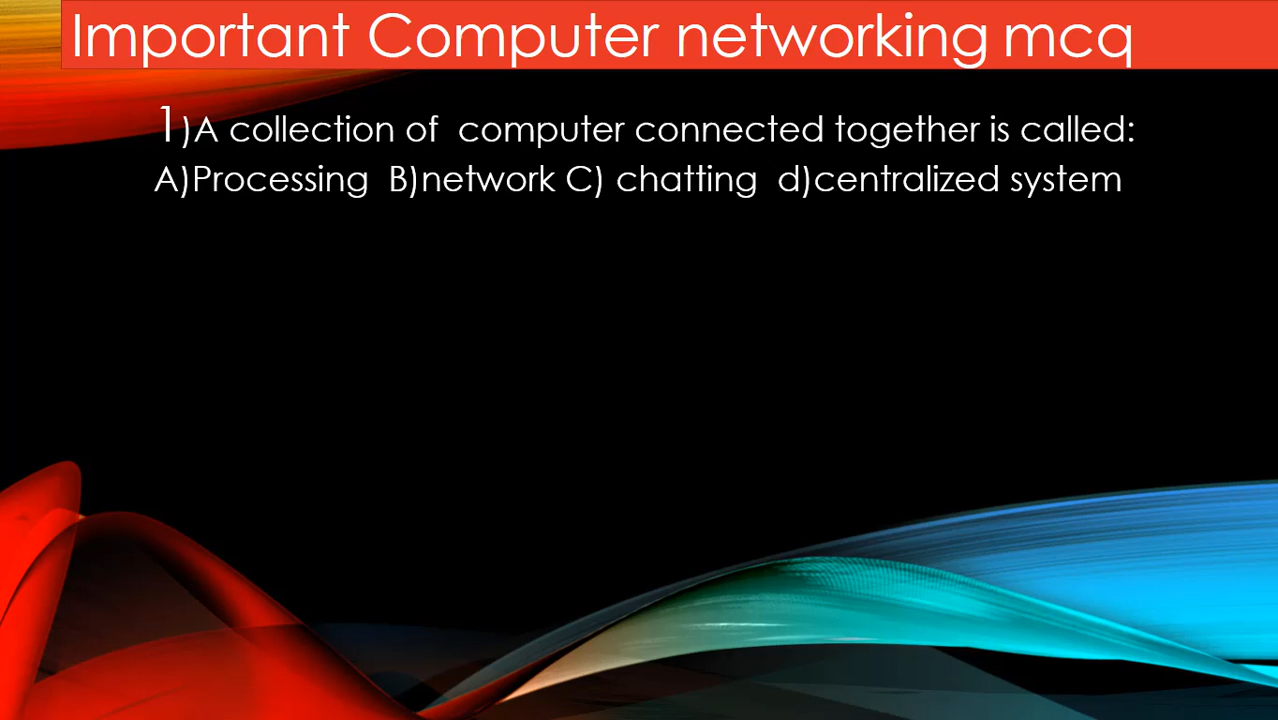 Important Computer networking mcq
1)A collection of computer connected together is called:
A)Processing B)network C) chatting d)centralized system